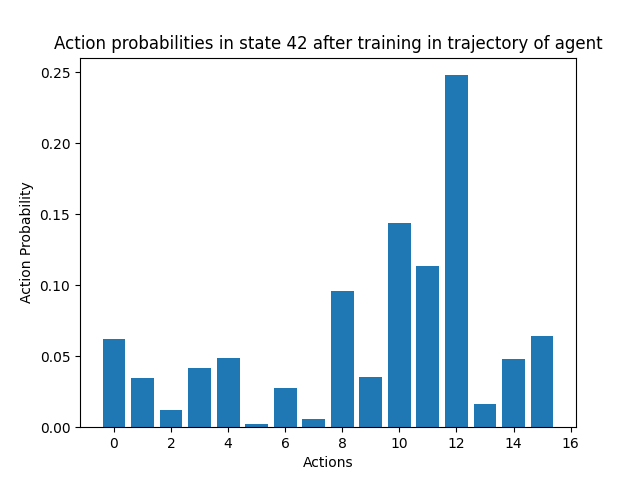 Action probabilities in state 42 after training in trajectory of agent
0.25
0.20
0.15
0.10
0.05
0.00
Action Probability
0 2 4 6 8 10 12 14 16
Actions